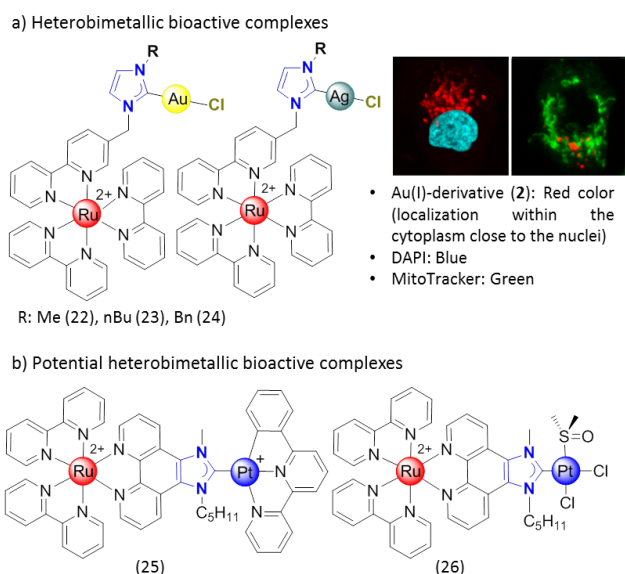 a) Heterobimetallic bioactive complexes
R
R
N
N
N
N
Au
Cl
Ag
Cl
N
N
2+
2+
N
N
N
N
Ru
Ru
N
N
N
N
N
N
R: Me (22), nBu (23), Bn (24)
• Au(I)-derivative (2): Red color
(localization within the
cytoplasm close to the nuclei)
• DAPI: Blue
• MitoTracker: Green
b) Potential heterobimetallic bioactive complexes
N
N
2+
N
N
Ru
N
N
N
N
Pt
+
N
N
C5H11
(25)
N
N
2+
N
N
Ru
N
N
N
N
S=O
Pt
Cl
Cl
C5H11
(26)